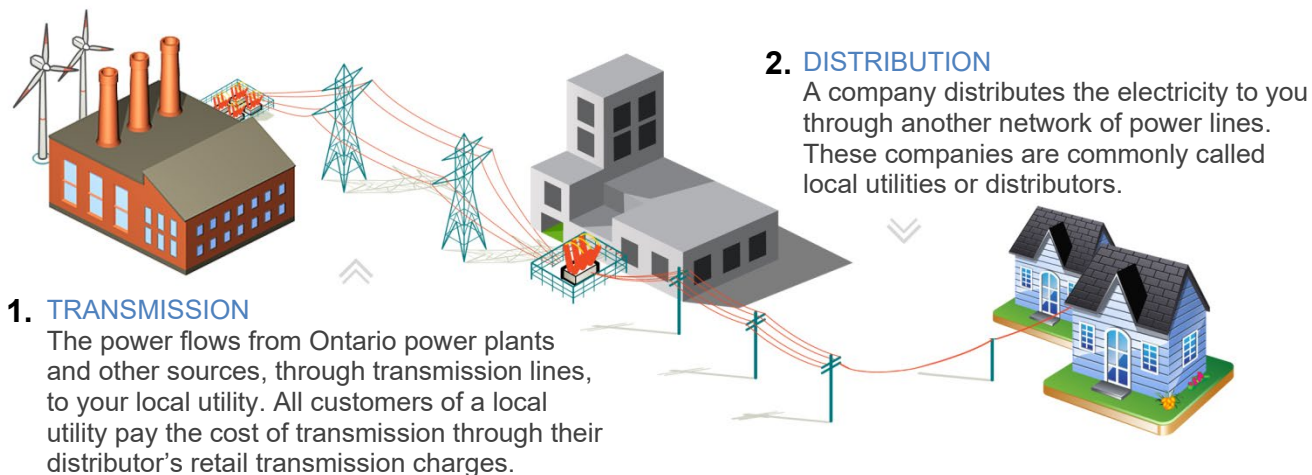 2. DISTRIBUTION
A company distributes the electricity to you
through another network of power lines.
These companies are commonly called
local utilities or distributors.
1. TRANSMISSION
The power flows from Ontario power plants
and other sources, through transmission lines,
to your local utility. All customers of a local
utility pay the cost of transmission through their
distributor’s retail transmission charges.